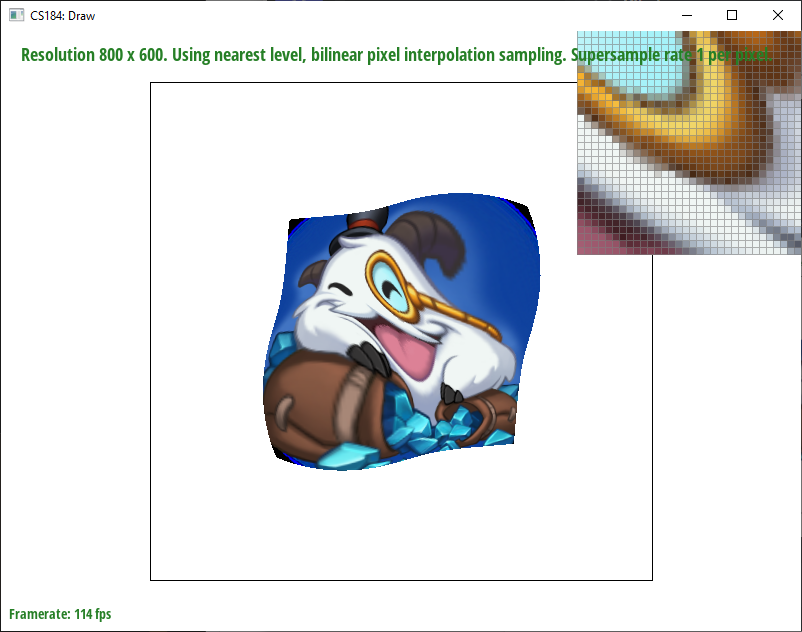 CS184: Draw
Resolution 800 x 600. Using nearest level, bilinear pixel interpolation sampling. Supersample rate 1 per pixel.
Framerate: 114 fps